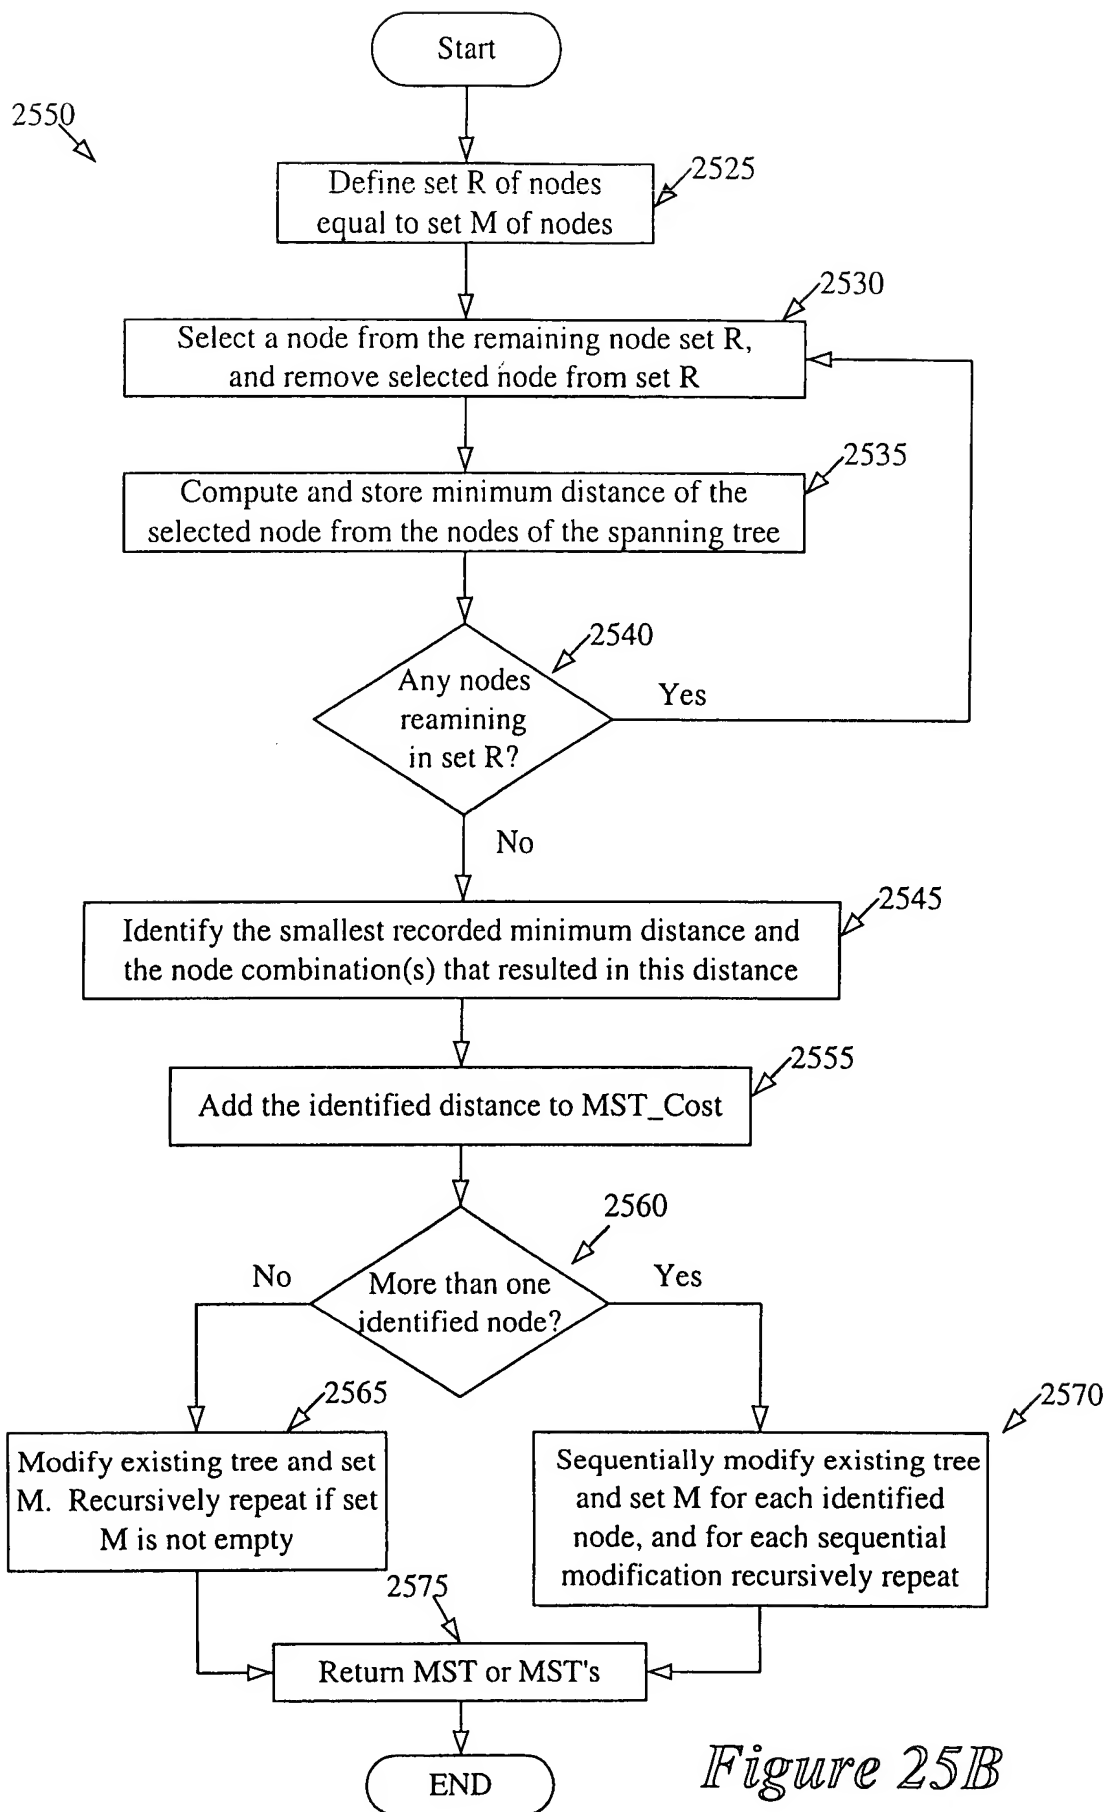 Start
2550
2525
Define set R of nodes
equal to set M of nodes
2530
Select a node from the remaining node set R,
and remove selected node from set R
2535
Compute and store minimum distance of the
selected node from the nodes of the spanning tree
2540
Any nodes
reamining
in set R?
Yes
No
2545
Identify the smallest recorded minimum distance and
the node combination(s) that resulted in this distance
2555
Add the identified distance to MST_Cost
2560
More than one
identified node?
No
Yes
2565
Modify existing tree and set
M. Recursively repeat if set
M is not empty
2570
Sequentially modify existing tree
and set M for each identified
node, and for each sequential
modification recursively repeat
2575
Return MST or MST's
END
Figure 25B